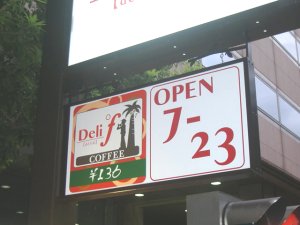 Deli f
COFFEE
¥136
OPEN
7-
23